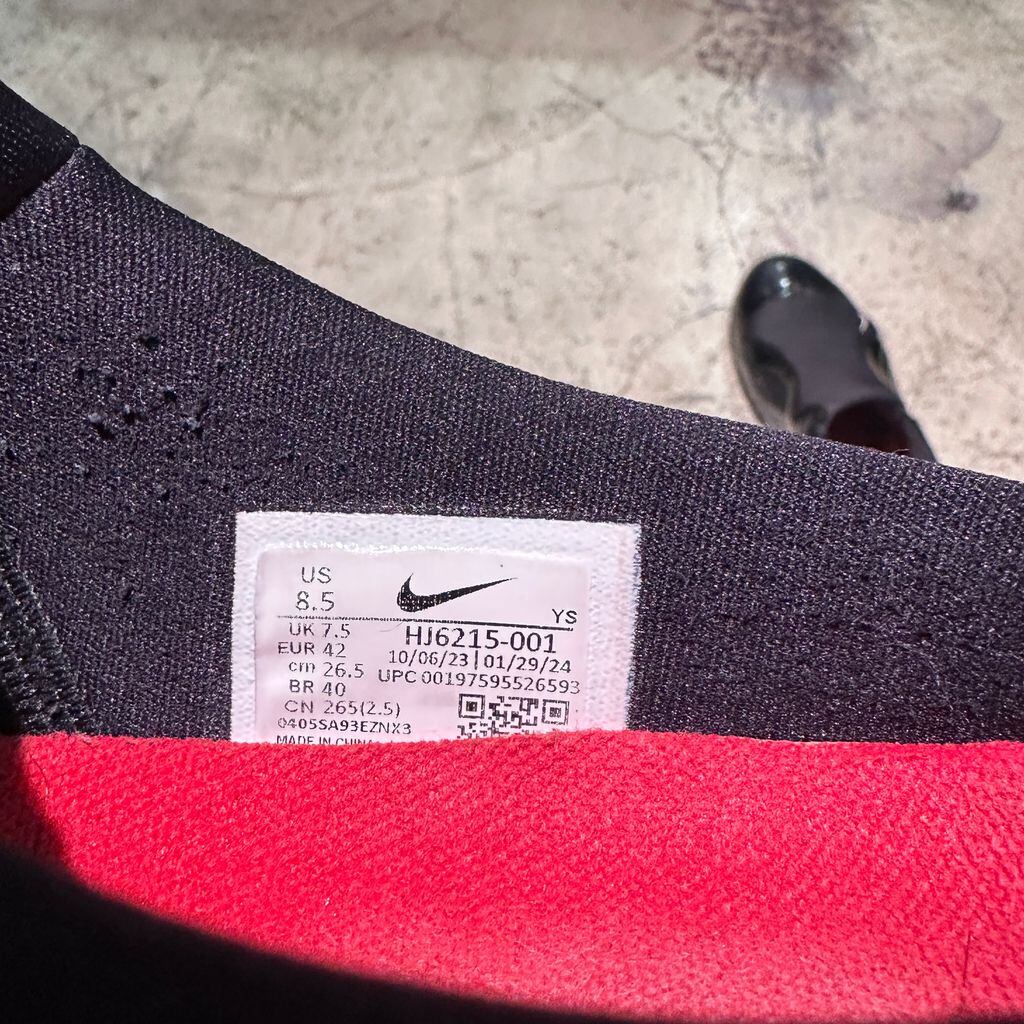 US
8.5
YS
UK 7.5
HJ6215-001
EUR 42
10/06/23|01/29/24
cm 26.5
UPC 00197595526593
BR 40
CN 265(2.5)
0405SA93EZNX3
MADE IN CHINA